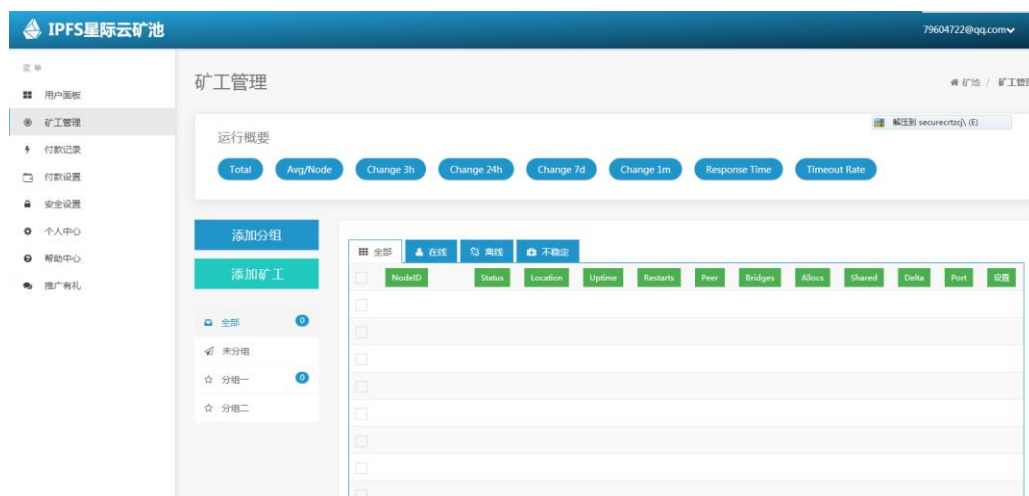 IPFS星际云矿池
79604722@qq.com
菜单
用户面板
矿工管理
付款记录
付款设置
安全设置
个人中心
帮助中心
推广有礼
矿工管理
矿池 / 矿工管理
解压到 securecrtzcj\ (E)
运行概要
Total Avg/Node Change 3h Change 24h Change 7d Change 1m Response Time Timeout Rate
添加分组
添加矿工
全部 0
未分组
分组一 0
分组二
全部 在线 离线 不稳定
NodeID Status Location Uptime Restarts Peer Bridges Allocs Shared Delta Port 设置